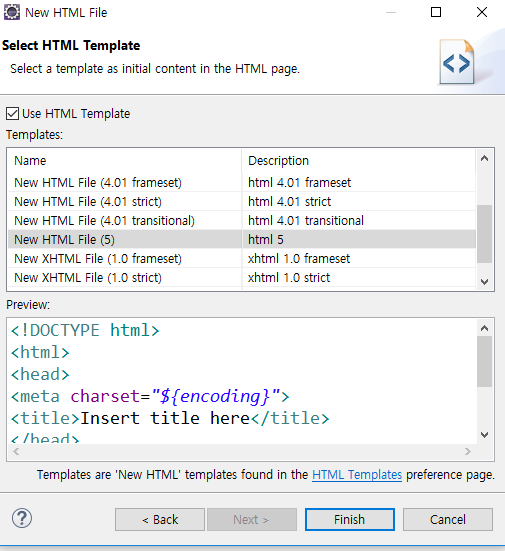 New HTML File
Select HTML Template
Select a template as initial content in the HTML page.
Use HTML Template
Templates:
Name Description
New HTML File (4.01 frameset) html 4.01 frameset
New HTML File (4.01 strict) html 4.01 strict
New HTML File (4.01 transitional) html 4.01 transitional
New HTML File (5) html 5
New XHTML File (1.0 frameset) xhtml 1.0 frameset
New XHTML File (1.0 strict) xhtml 1.0 strict
Preview:
<!DOCTYPE html>
<html>
<head>
<meta charset="${encoding}">
<title>Insert title here</title>
</head>
Templates are 'New HTML' templates found in the HTML Templates preference page.
? < Back Next > Finish Cancel